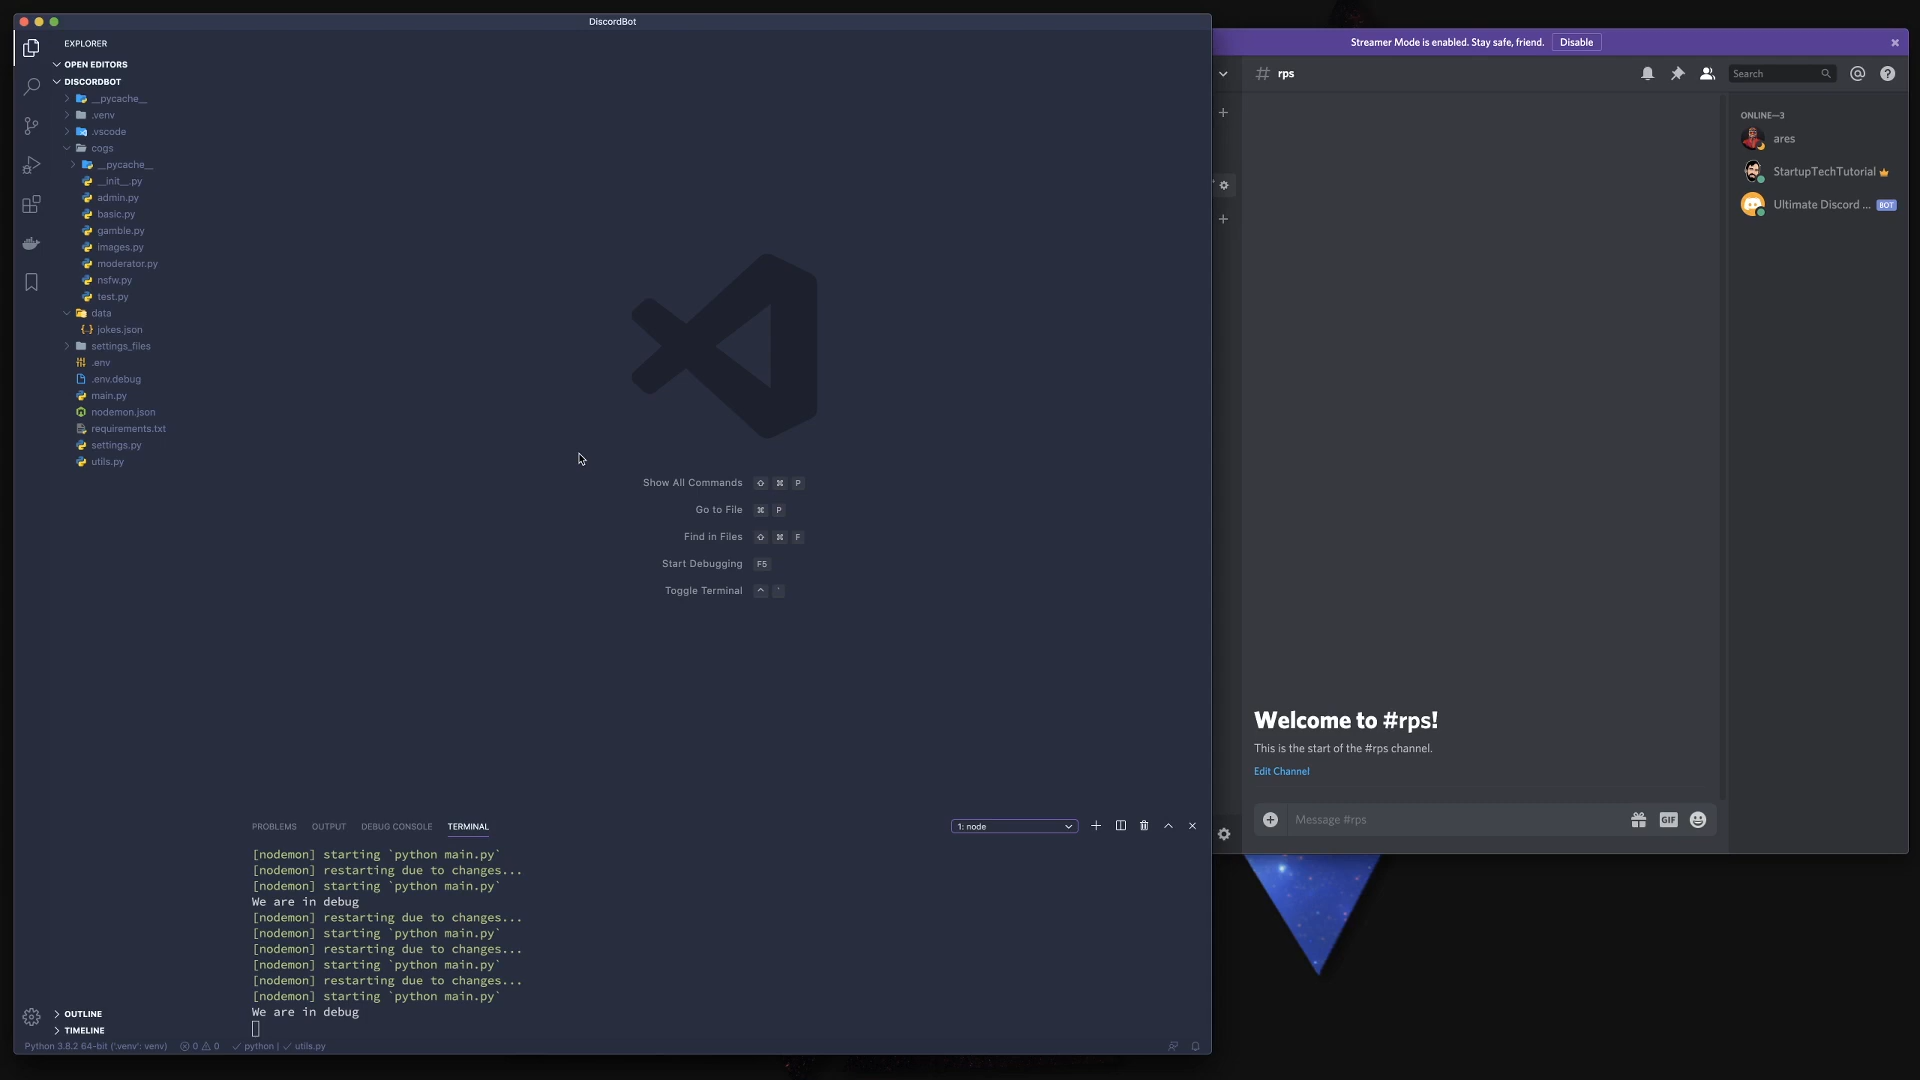 DiscordBot
EXPLORER
OPEN EDITORS
DISCORDBOT
__pycache__
.venv
.vscode
cogs
__pycache__
__init__.py
admin.py
basic.py
gamble.py
images.py
moderator.py
nsfw.py
test.py
data
jokes.json
settings_files
.env
.env.debug
main.py
nodemon.json
requirements.txt
settings.py
utils.py
OUTLINE
TIMELINE
Show All Commands ⇧ ⌘ P
Go to File ⌘ P
Find in Files ⇧ ⌘ F
Start Debugging F5
Toggle Terminal ^ `
PROBLEMS OUTPUT DEBUG CONSOLE TERMINAL 1: node
[nodemon] starting `python main.py`
[nodemon] restarting due to changes...
[nodemon] starting `python main.py`
We are in debug
[nodemon] restarting due to changes...
[nodemon] starting `python main.py`
[nodemon] restarting due to changes...
[nodemon] starting `python main.py`
[nodemon] restarting due to changes...
[nodemon] starting `python main.py`
We are in debug
Python 3.8.2 64-bit ('.venv': venv) 0 0 python | utils.py
Streamer Mode is enabled. Stay safe, friend. Disable
# rps
Search
ONLINE—3
ares
StartupTechTutorial
Ultimate Discord ... BOT
Welcome to #rps!
This is the start of the #rps channel.
Edit Channel
Message #rps
GIF